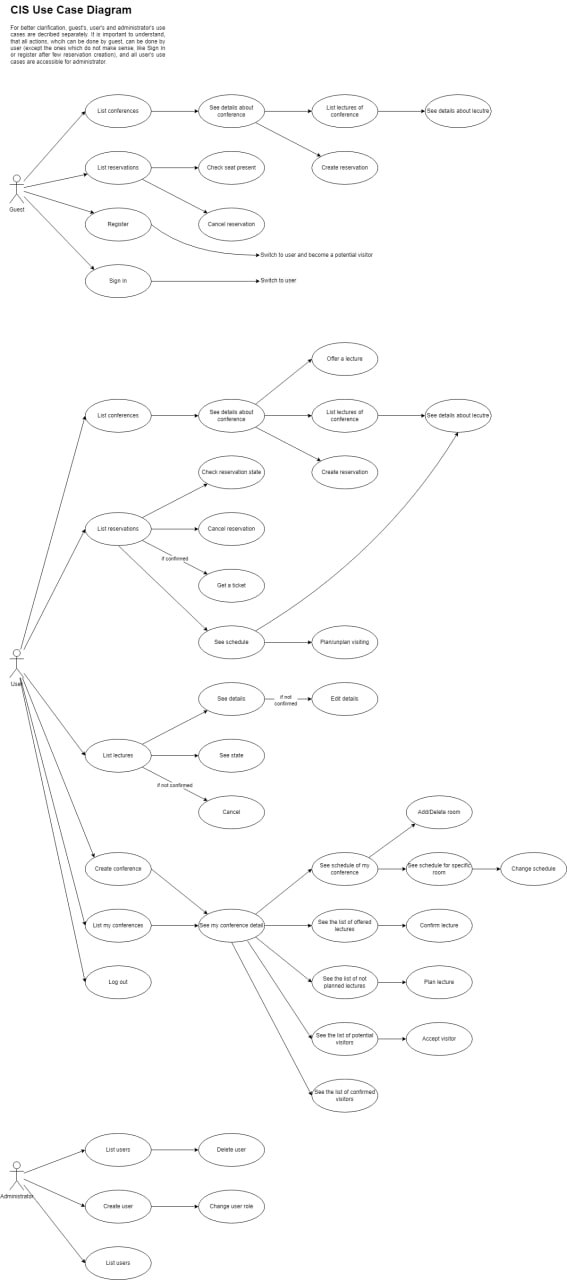 CIS Use Case Diagram
For better clarification, guest's, user's and administrator's use
cases are decribed separately. It is important to understand,
that all actions, whcih can be done by guest, can be done by
user (except the ones which do not make sense, like Sign In
or register after few reservation creation), and all user's use
cases are accessible for administrator.
List conferences
See details about
conference
List lectures of
conference
See details about lecutre
List reservations
Check seat present
Create reservation
Guest
Register
Cancel reservation
Switch to user and become a potential visitor
Sign In
Switch to user
Offer a lecture
List conferences
See details about
conference
List lectures of
conference
See details about lecutre
Check reservation state
Create reservation
List reservations
Cancel reservation
if confirmed
Get a ticket
See schedule
Plan/unplan visiting
User
See details
if not
confirmed
Edit details
List lectures
See state
if not confirmed
Cancel
Add/Delete room
Create conference
See schedule of my
conference
See schedule for specific
room
Change schedule
List my conferences
See my conference detail
See the list of offered
lectures
Confirm lecture
Log out
See the list of not
planned lectures
Plan lecture
See the list of potential
visitors
Accept visitor
See the list of confirmed
visitors
List users
Delete user
Administrator
Create user
Change user role
List users